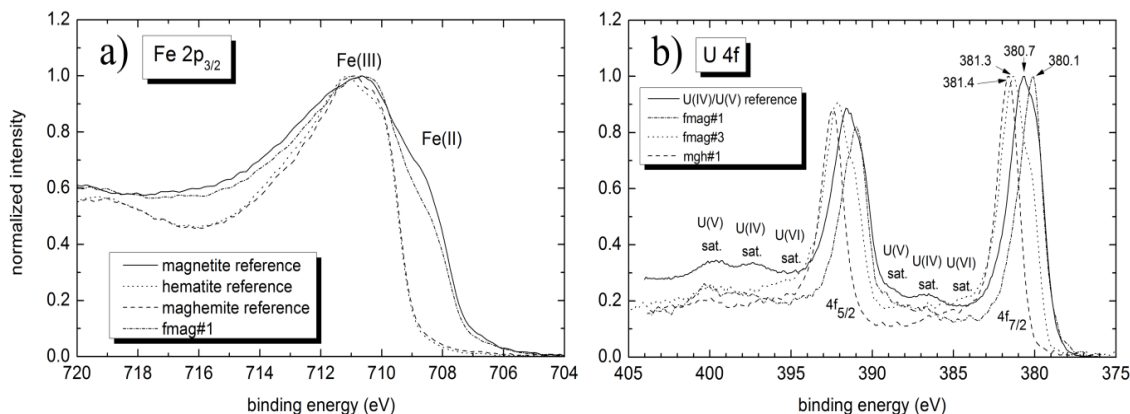 a)
Fe 2p3/2
Fe(III)
Fe(II)
normalized intensity
1.2
1.0
0.8
0.6
0.4
0.2
0.0
magnetite reference
hematite reference
maghemite reference
fmag#1
720 718 716 714 712 710 708 706 704
binding energy (eV)
b)
U 4f
381.3
380.7
380.1
381.4
1.2
1.0
0.8
0.6
0.4
0.2
0.0
U(IV)/U(V) reference
fmag#1
fmag#3
mgh#1
U(V)
sat.
U(IV)
sat.
U(VI)
sat.
4f5/2
U(V)
sat.
U(IV)
sat.
U(VI)
sat.
4f7/2
405 400 395 390 385 380 375
binding energy (eV)